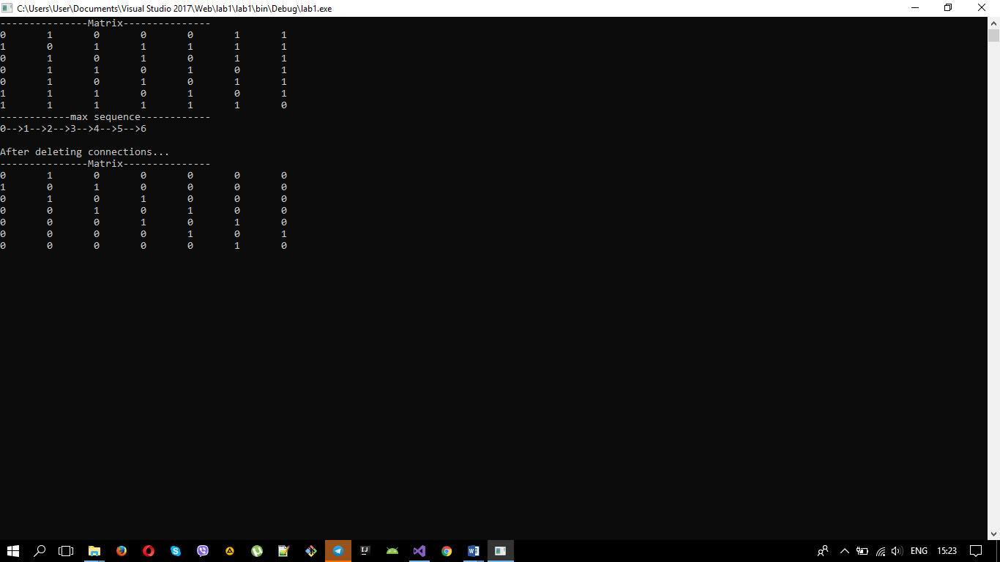 C:\Users\User\Documents\Visual Studio 2017\Web\lab1\lab1\bin\Debug\lab1.exe
---------------Matrix---------------
0 1 0 0 0 1 1
1 0 1 1 1 1 1
0 1 0 1 0 1 1
0 1 1 0 1 0 1
0 1 0 1 0 1 1
1 1 1 0 1 0 1
1 1 1 1 1 1 0
------------max sequence------------
0-->1-->2-->3-->4-->5-->6
After deleting connections...
---------------Matrix---------------
0 1 0 0 0 0 0
1 0 1 0 0 0 0
0 1 0 1 0 0 0
0 0 1 0 1 0 0
0 0 0 1 0 1 0
0 0 0 0 1 0 1
0 0 0 0 0 1 0
ENG 15:23